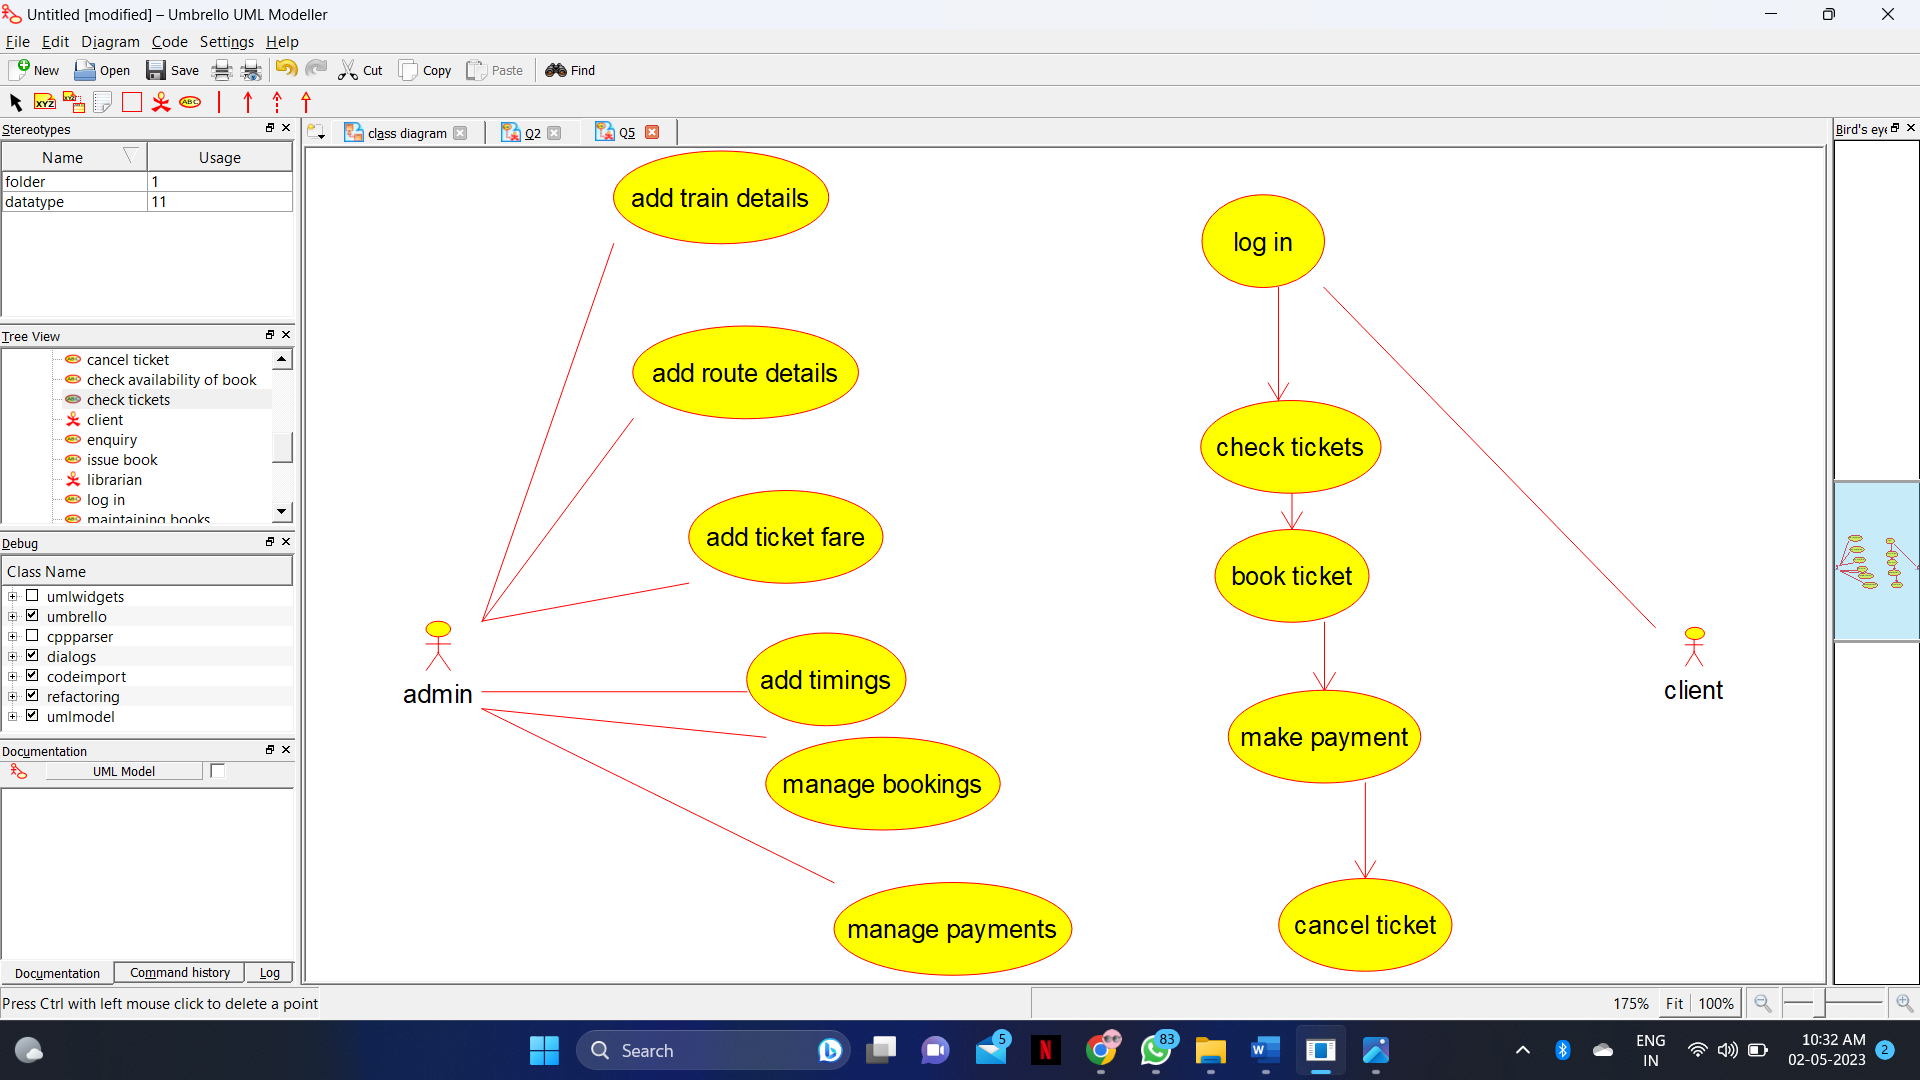 Untitled [modified] – Umbrello UML Modeller
File Edit Diagram Code Settings Help
New Open Save Cut Copy Paste Find
XYZ XYZ ABC
Stereotypes
Name Usage
folder 1
datatype 11
Tree View
cancel ticket
check availability of book
check tickets
client
enquiry
issue book
librarian
log in
maintaining books
Debug
Class Name
umlwidgets
umbrello
cppparser
dialogs
codeimport
refactoring
umlmodel
Documentation
UML Model
Documentation Command history Log
class diagram Q2 Q5
add train details
add route details
add ticket fare
add timings
manage bookings
manage payments
admin
log in
check tickets
book ticket
make payment
cancel ticket
client
Bird's eye
Press Ctrl with left mouse click to delete a point
175% Fit 100%
Search
5
N
83
W
ENG
IN
10:32 AM
02-05-2023
2